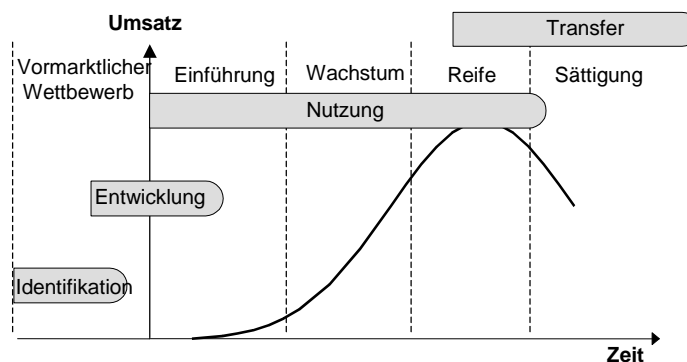 Umsatz
Transfer
Vormarktlicher
Wettbewerb
Einführung
Wachstum
Reife
Sättigung
Nutzung
Entwicklung
Identifikation
Zeit